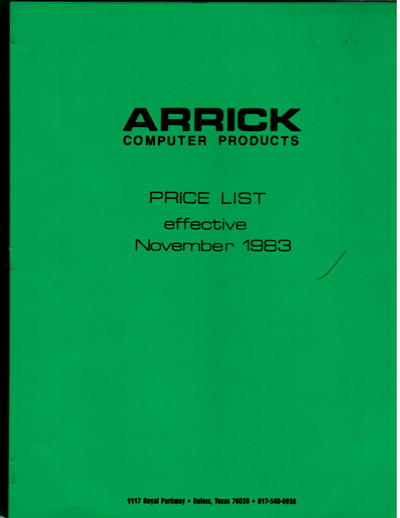 ARRICK
COMPUTER PRODUCTS
PRICE LIST
effective
November 1983
1117 Royal Parkway • Euless, Texas 76039 • 817-540-0958